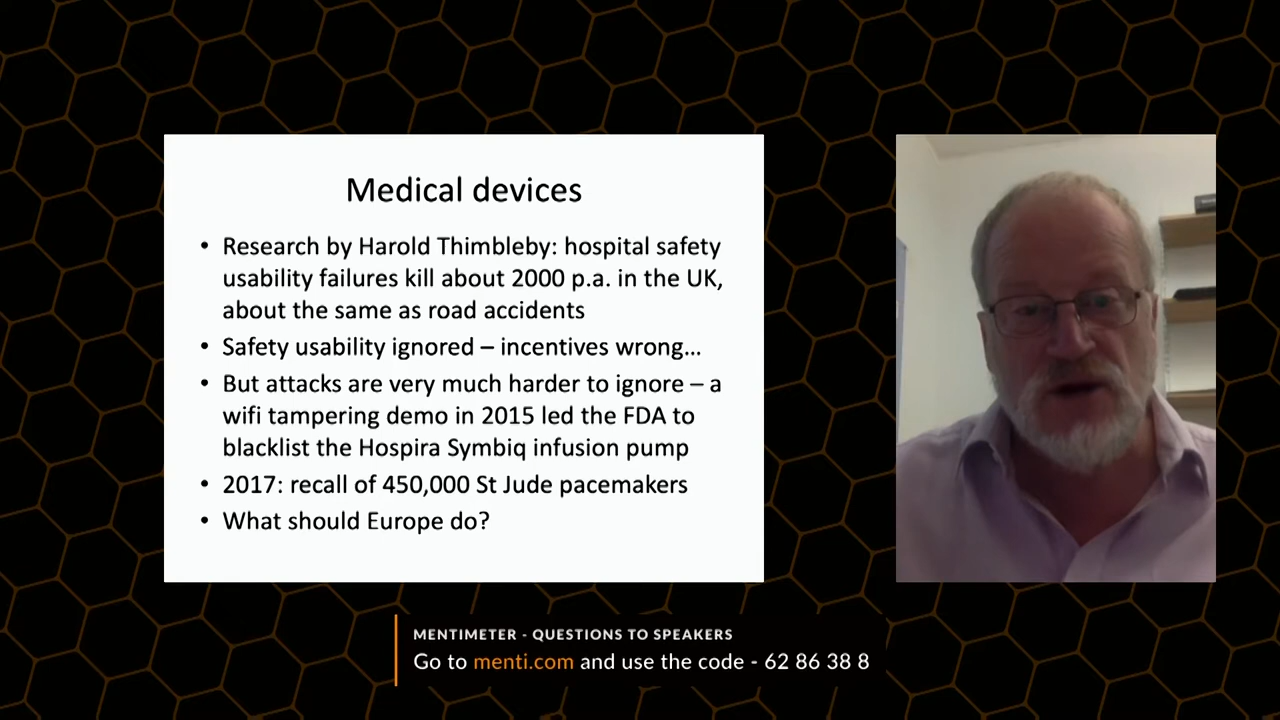 Medical devices
• Research by Harold Thimbleby: hospital safety
usability failures kill about 2000 p.a. in the UK,
about the same as road accidents
• Safety usability ignored – incentives wrong...
• But attacks are very much harder to ignore – a
wifi tampering demo in 2015 led the FDA to
blacklist the Hospira Symbiq infusion pump
• 2017: recall of 450,000 St Jude pacemakers
• What should Europe do?
MENTIMETER - QUESTIONS TO SPEAKERS
Go to menti.com and use the code - 62 86 38 8